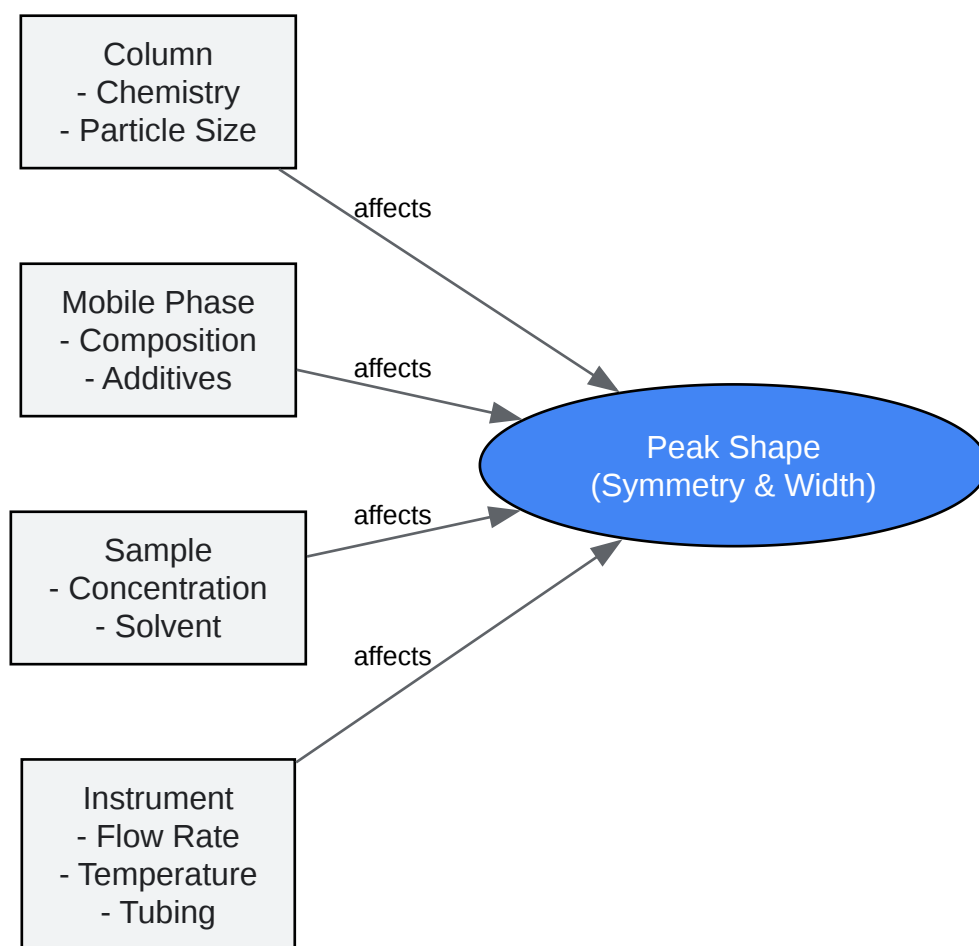 Column
- Chemistry
- Particle Size
affects
Mobile Phase
- Composition
- Additives
affects
Peak Shape
(Symmetry & Width)
Sample
- Concentration
- Solvent
affects
Instrument
- Flow Rate
- Temperature
- Tubing
affects